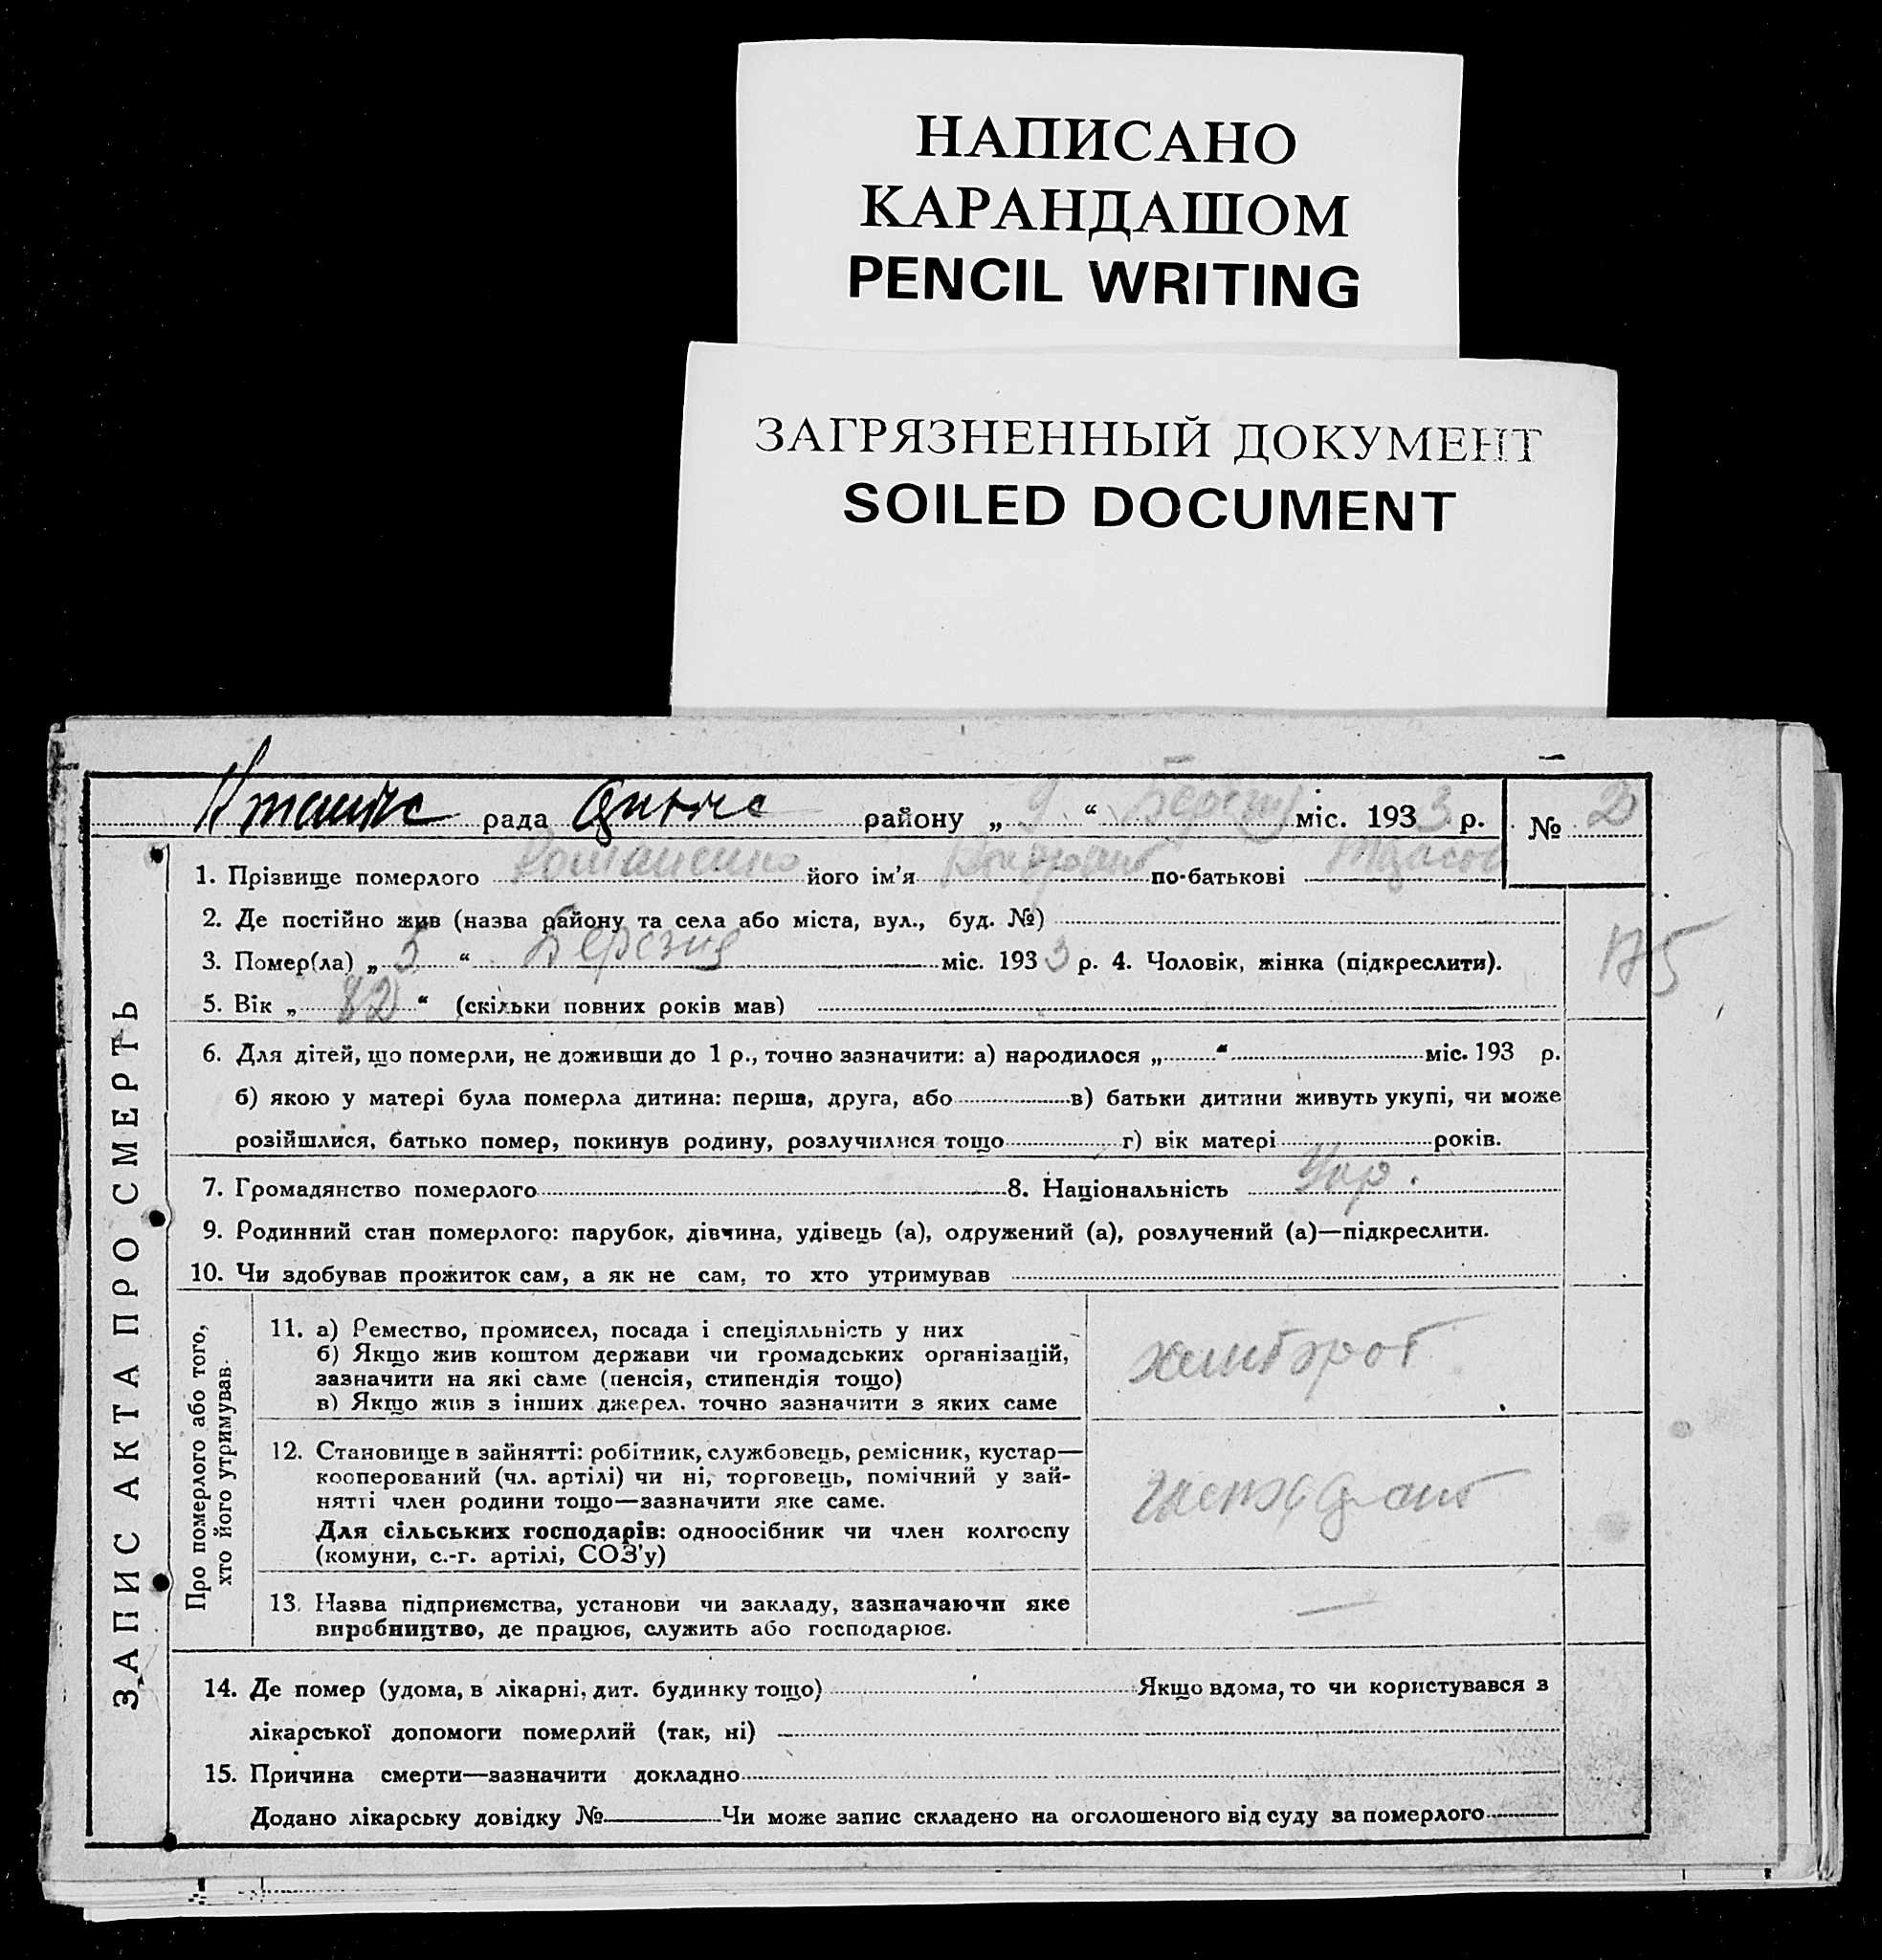 НАПИСАНО
КАРАНДАШОМ
PENCIL WRITING
ЗАГРЯЗНЕННЫЙ ДОКУМЕНТ
SOILED DOCUMENT
рада району „ “ міс. 1933 р. № 2
1. Прізвище померлого його ім'я по-батькові
2. Де постійно жив (назва району та села або міста, вул., буд. №)
3. Помер(ла) „ 5 “ Березня міс. 1933 р. 4. Чоловік, жінка (підкреслити).
175
5. Вік „ “ (скільки повних років мав)
6. Для дітей, що померли, не доживши до 1 р., точно зазначити: а) народилося „ “ міс. 193 р.
б) якою у матері була померла дитина: перша, друга, або в) батьки дитини живуть укупі, чи може
розійшлися, батько помер, покинув родину, розлучилися тощо г) вік матері років.
7. Громадянство померлого 8. Національність Укр.
9. Родинний стан померлого: парубок, дівчина, удівець (а), одружений (а), розлучений (а)—підкреслити.
10. Чи здобував прожиток сам, а як не сам, то хто утримував
ЗАПИС АКТА ПРО СМЕРТЬ
Про померлого або того,
хто його утримував.
11. а) Ремество, промисел, посада і спеціяльність у них
б) Якщо жив коштом держави чи громадських організацій,
зазначити на які саме (пенсія, стипендія тощо)
в) Якщо жив з інших джерел, точно зазначити з яких саме
хлібороб
12. Становище в зайнятті: робітник, службовець, ремісник, кустар—
кооперований (чл. артілі) чи ні, торговець, помічний у зай-
нятті член родини тощо—зазначити яке саме.
Для сільських господарів: одноосібник чи член колгоспу
(комуни, с.-г. артілі, СОЗ'у)
13. Назва підприємства, установи чи закладу, зазначаючи яке
виробництво, де працює, служить або господарює.
—
14. Де помер (удома, в лікарні, дит. будинку тощо) Якщо вдома, то чи користувався з
лікарської допомоги померлий (так, ні)
15. Причина смерти—зазначити докладно
Додано лікарську довідку № Чи може запис складено на оголошеного від суду за померлого